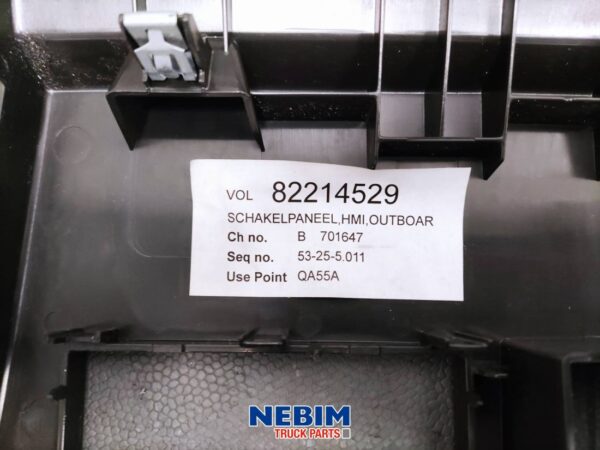 VOL 82214529
SCHAKELPANEEL,HMI,OUTBOAR
Ch no. B 701647
Seq no. 53-25-5.011
Use Point QA55A
NEBIM
TRUCK PARTS